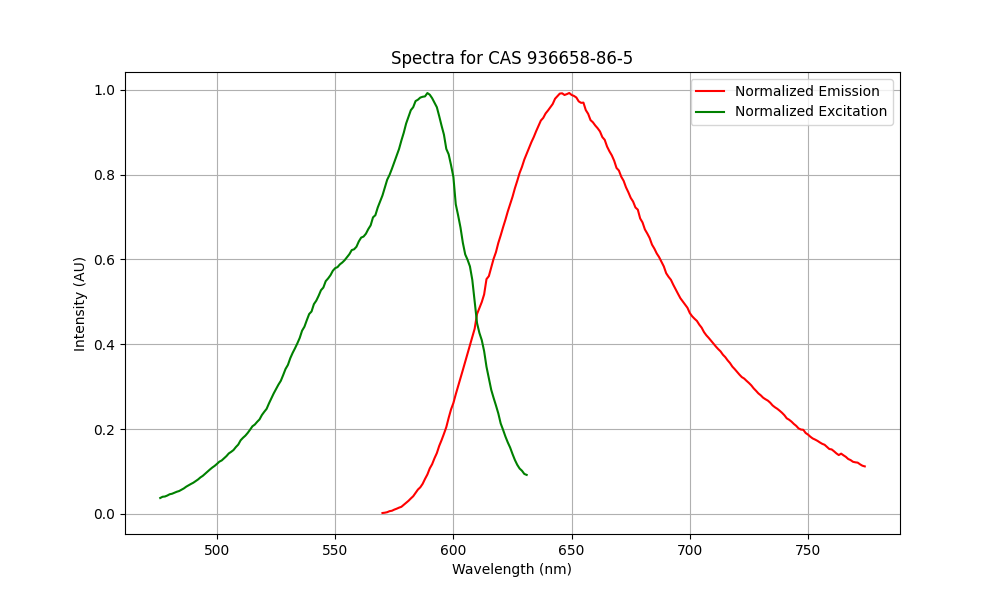 Spectra for CAS 936658-86-5
Normalized Emission
Normalized Excitation
Intensity (AU)
1.0
0.8
0.6
0.4
0.2
0.0
500 550 600 650 700 750
Wavelength (nm)